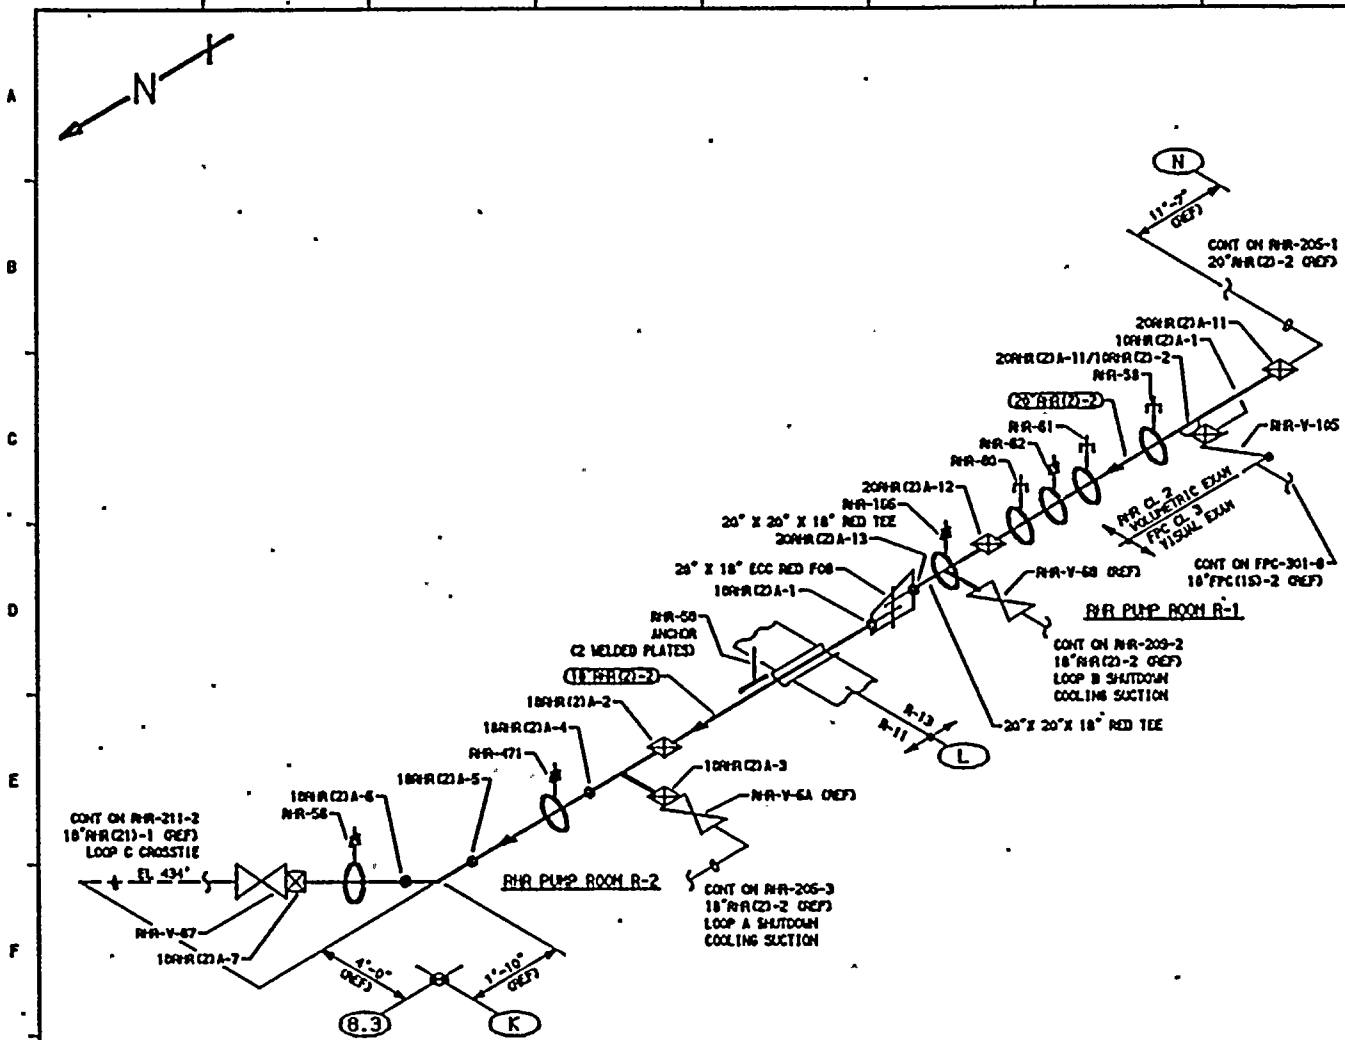 A
N
N
11'-7"
(REF)
B
CONT ON RHR-205-1
20"RHR(2)-2 (REF)
20RHR(2)A-11
10RHR(2)A-1
20RHR(2)A-11/10RHR(2)-2
RHR-58
20"RHR(2)-2
C
RHR-61
RHR-62
RHR-60
RHR-V-105
20RHR(2)A-12
RHR-106
20" X 20" X 18" RED TEE
20RHR(2)A-13
RHR CL 2
VOLUMETRIC EXAM
FPC CL 3
VISUAL EXAM
20" X 18" ECC RED FOB
18RHR(2)A-1
RHR-V-60 (REF)
CONT ON FPC-301-8
10"FPC(15)-2 (REF)
D
RHR PUMP ROOM R-1
RHR-50
ANCHOR
(2 WELDED PLATES)
CONT ON RHR-209-2
18"RHR(2)-2 (REF)
LOOP B SHUTDOWN
COOLING SUCTION
18"RHR(2)-2
18RHR(2)A-2
R-13
R-11
20"X 20"X 18" RED TEE
18RHR(2)A-4
L
RHR-471
18RHR(2)A-3
E
18RHR(2)A-5
RHR-V-6A (REF)
18RHR(2)A-6
RHR-56
CONT ON RHR-211-2
18"RHR(21)-1 (REF)
LOOP C CROSSTIE
EL 434'
RHR PUMP ROOM R-2
CONT ON RHR-205-3
18"RHR(2)-2 (REF)
LOOP A SHUTDOWN
COOLING SUCTION
RHR-V-67
18RHR(2)A-7
F
4'-0"
(REF)
1'-10"
(REF)
8.3
K